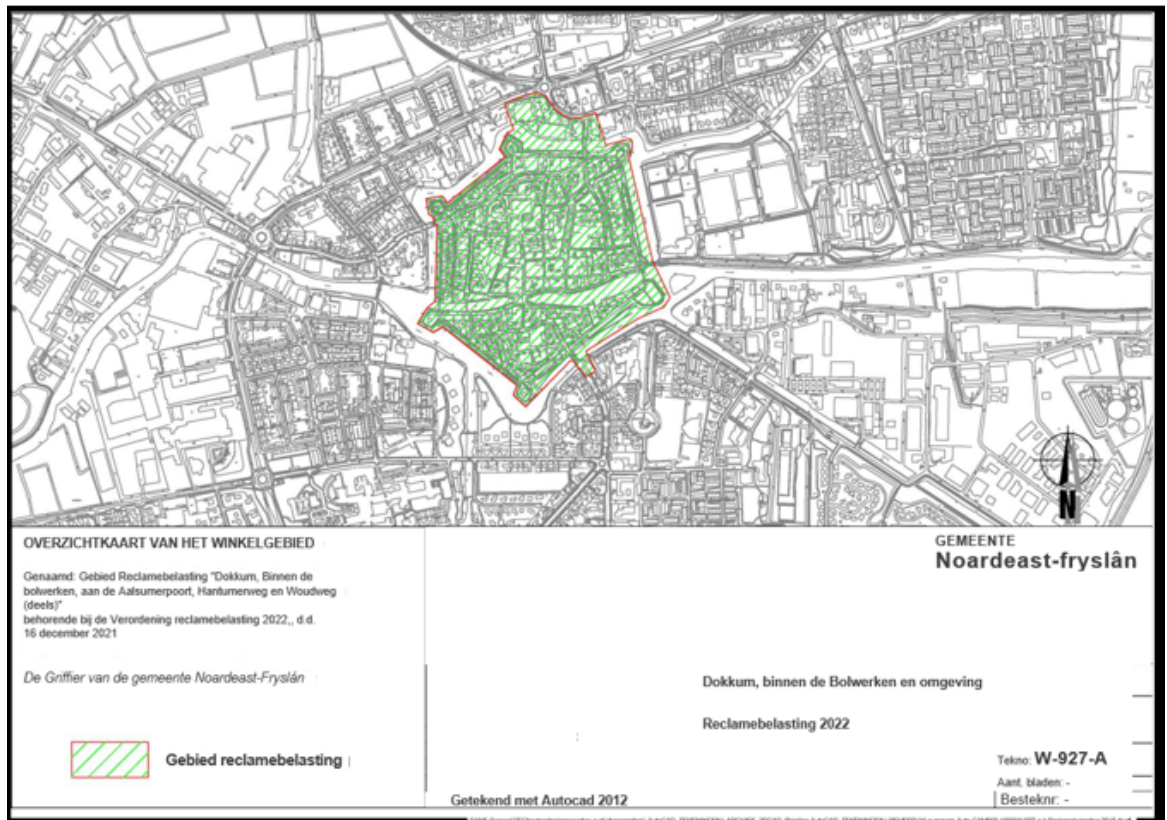 OVERZICHTKAART VAN HET WINKELGEBIED
Genaamd: Gebied Reclamebelasting "Dokkum, Binnen de
bolwerken, aan de Aalsumerpoort, Hantumerweg en Woudweg
(deels)"
behorende bij de Verordening reclamebelasting 2022,, d.d.
16 december 2021
De Griffier van de gemeente Noardeast-Fryslân
Gebied reclamebelasting
Getekend met Autocad 2012
N
GEMEENTE
Noardeast-fryslân
Dokkum, binnen de Bolwerken en omgeving
Reclamebelasting 2022
Tekno: W-927-A
Aant. bladen: -
Besteknr: -